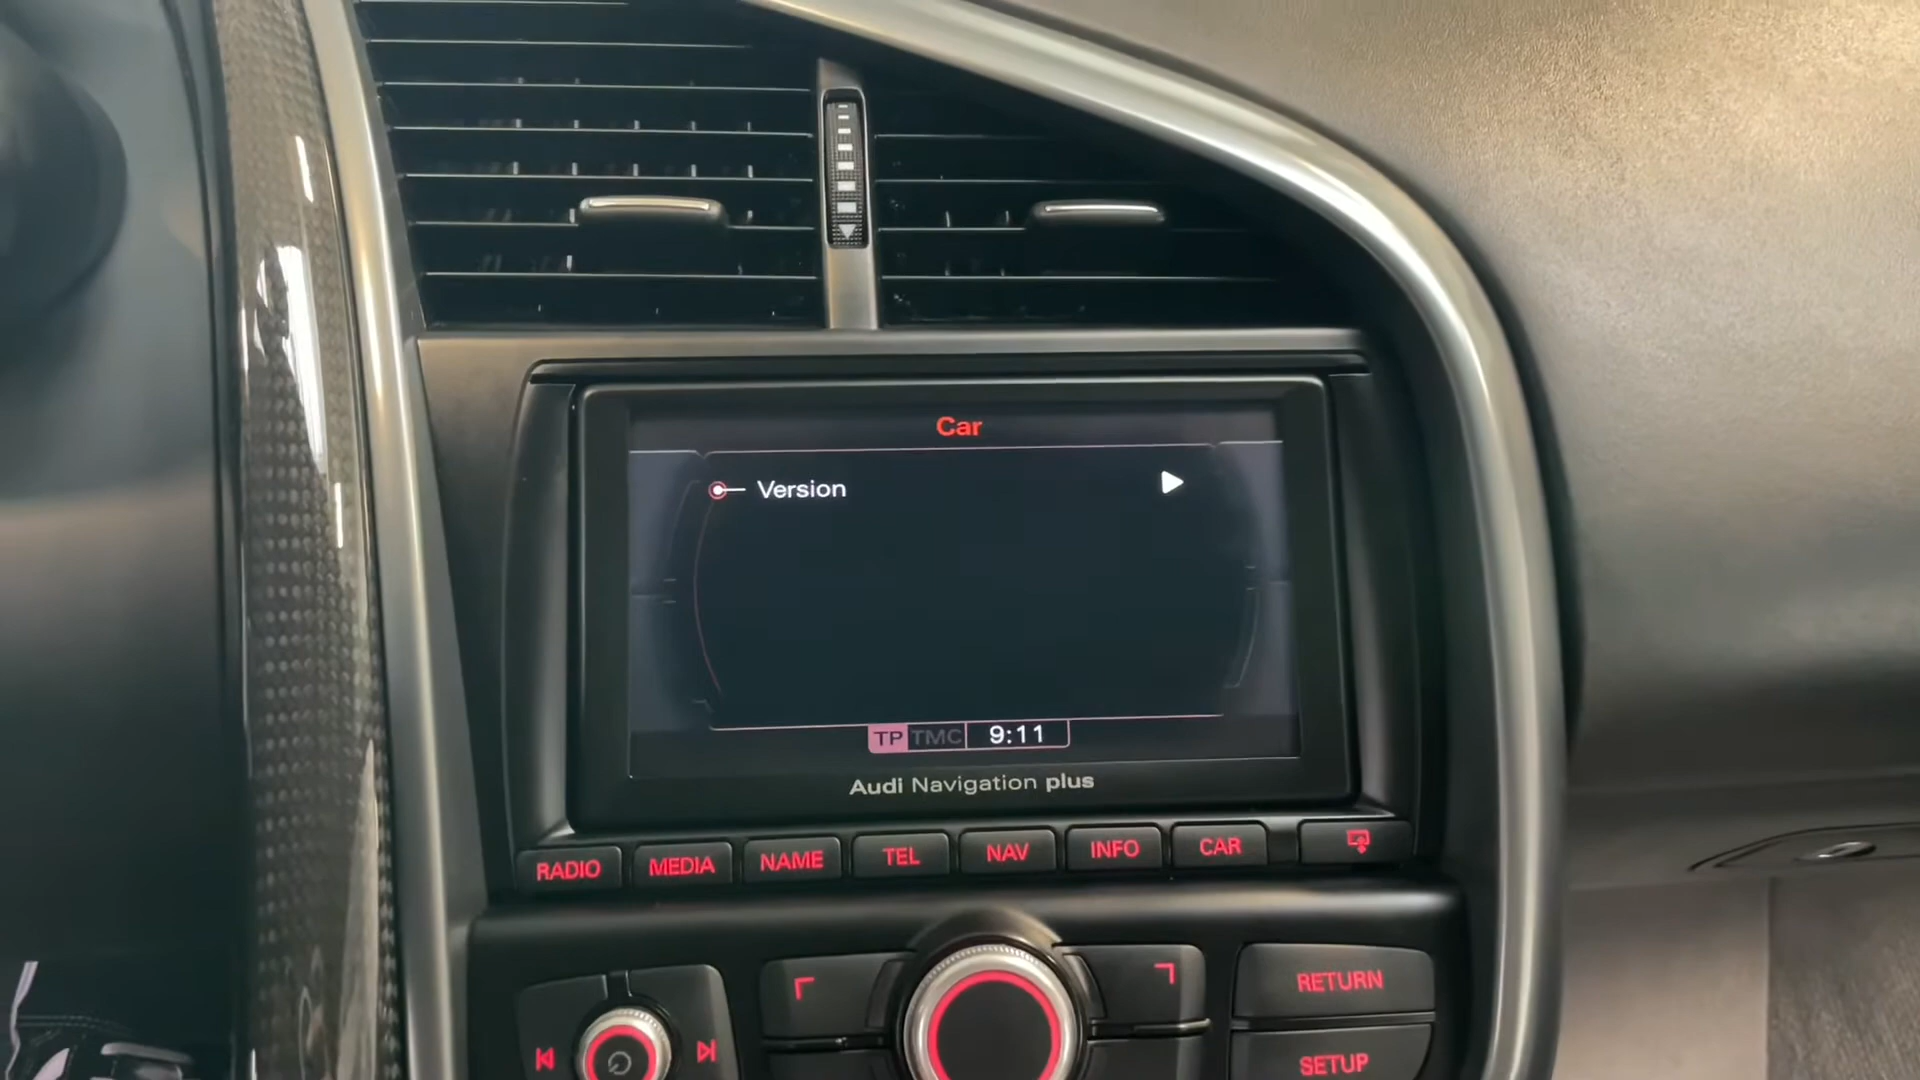 Car
Version
TP TMC 9:11
Audi Navigation plus
RADIO MEDIA NAME TEL NAV INFO CAR
RETURN
SETUP